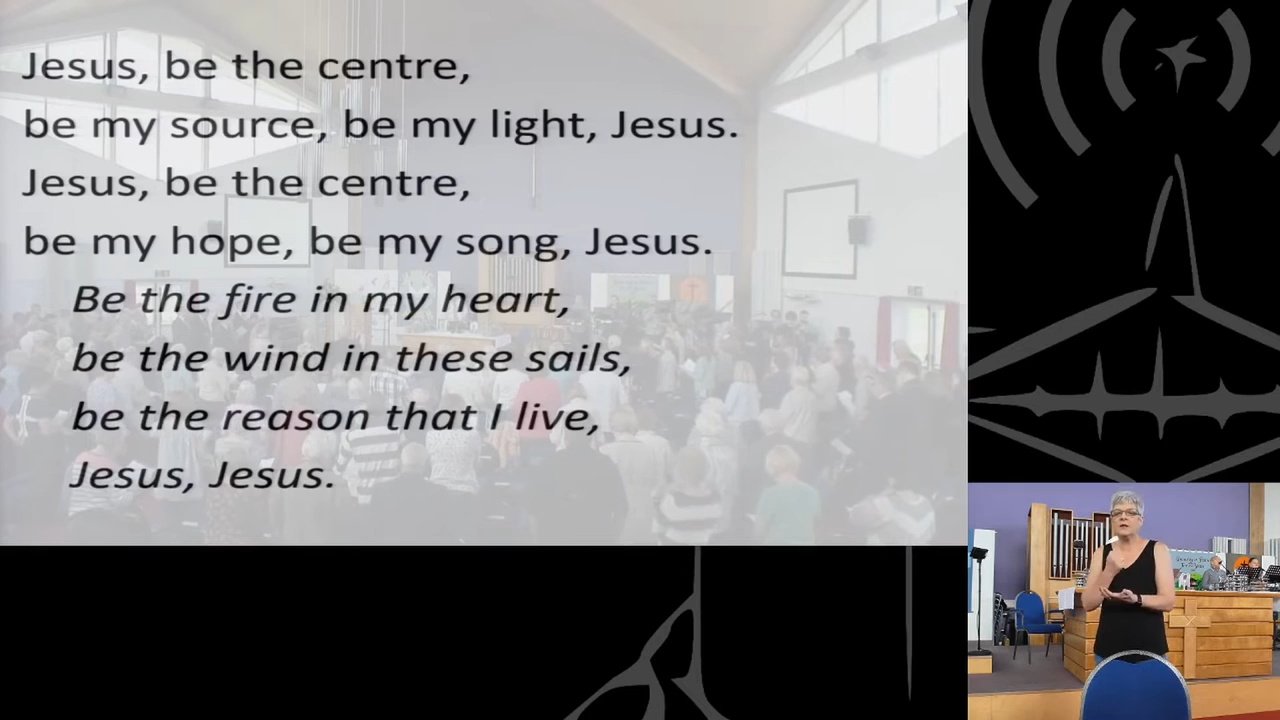 Jesus, be the centre,
be my source, be my light, Jesus.
Jesus, be the centre,
be my hope, be my song, Jesus.
Be the fire in my heart,
be the wind in these sails,
be the reason that I live,
Jesus, Jesus.